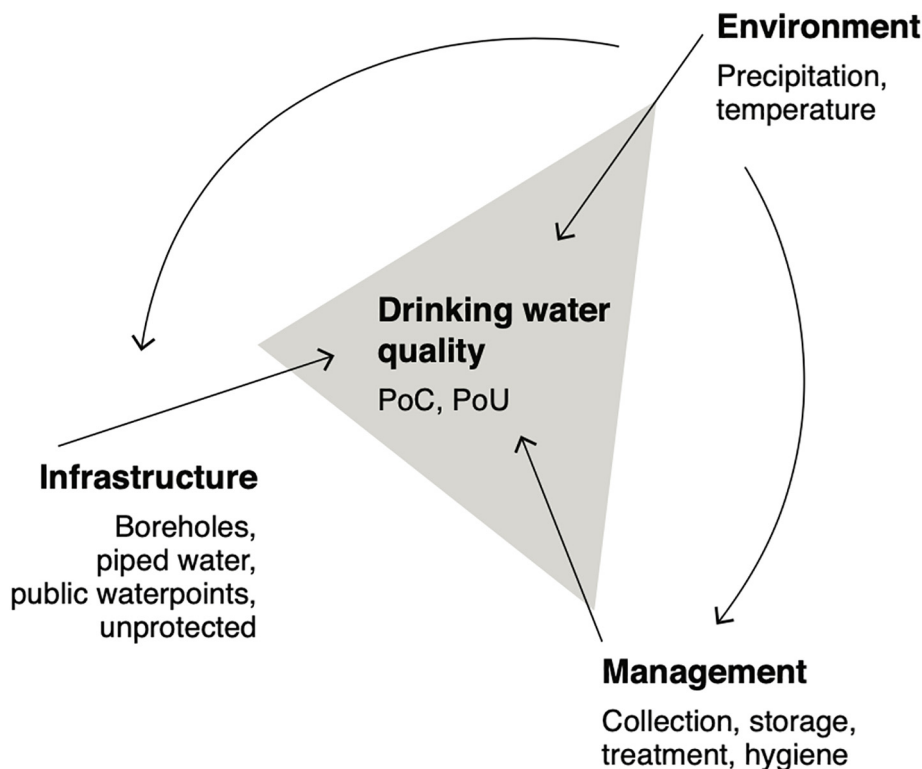 Environment
Precipitation,
temperature
Drinking water
quality
PoC, PoU
Infrastructure
Boreholes,
piped water,
public waterpoints,
unprotected
Management
Collection, storage,
treatment, hygiene